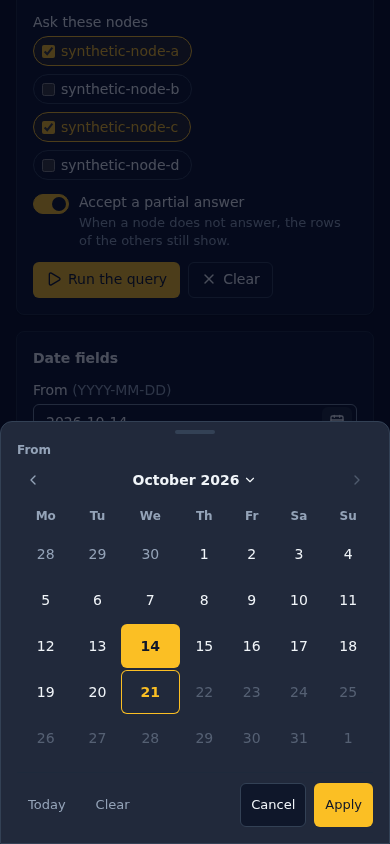 Ask these nodes
synthetic-node-a
synthetic-node-b
synthetic-node-c
synthetic-node-d
Accept a partial answer
When a node does not answer, the rows
of the others still show.
Run the query
Clear
Date fields
From (YYYY-MM-DD)
2026-10-14
From
October 2026
Mo Tu We Th Fr Sa Su
28 29 30 1 2 3 4
5 6 7 8 9 10 11
12 13 14 15 16 17 18
19 20 21 22 23 24 25
26 27 28 29 30 31 1
Today Clear Cancel Apply